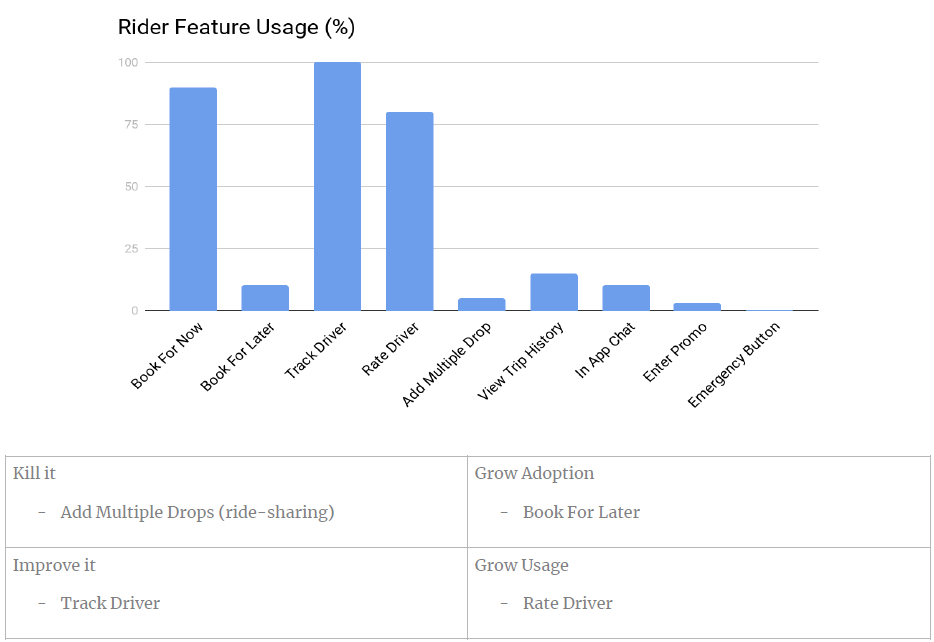 Rider Feature Usage (%)
100
75
50
25
0
Book For Now
Book For Later
Track Driver
Rate Driver
Add Multiple Drop
View Trip History
In App Chat
Enter Promo
Emergency Button
Kill it
- Add Multiple Drops (ride-sharing)
Grow Adoption
- Book For Later
Improve it
- Track Driver
Grow Usage
- Rate Driver